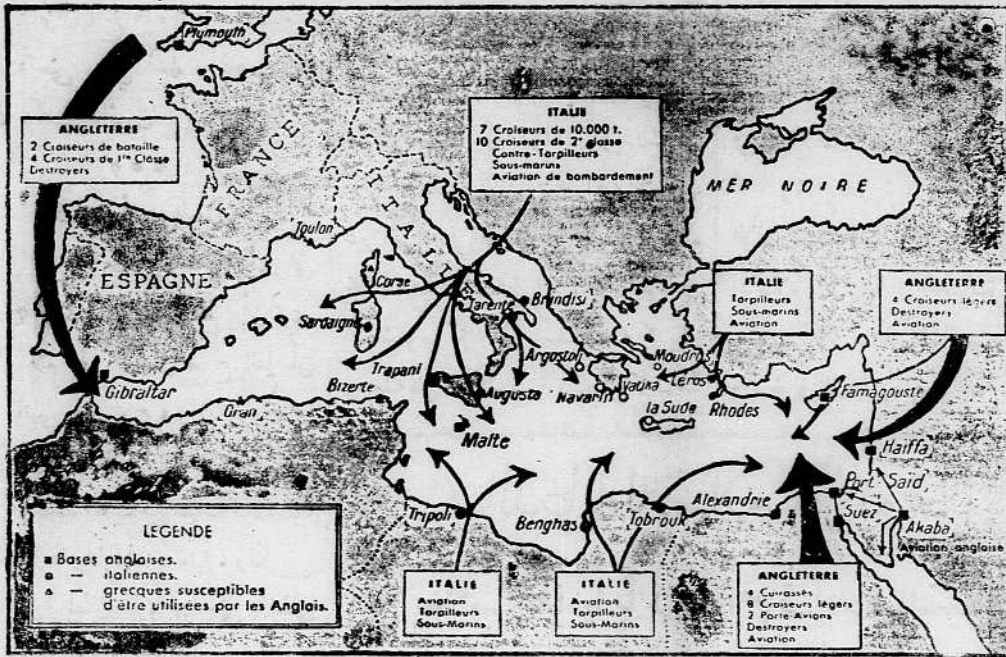 Plymouth
ANGLETERRE
2 Croiseurs de bataille
4 Croiseurs de 1re Classe
Destroyers
ITALIE
7 Croiseurs de 10.000 t.
10 Croiseurs de 2e classe
Contre-Torpilleurs
Sous-marins
Aviation de bombardement
FRANCE
ITALIE
MER NOIRE
ESPAGNE
Toulon
Corse
Sardaigne
Tarente
Brindisi
ITALIE
Torpilleurs
Sous-marins
Aviation
ANGLETERRE
4 Croiseurs légers
Destroyers
Aviation
Gibraltar
Oran
Bizerte
Trapani
Augusta
Malte
Argostoli
Navarin
Vatika
Moudros
Leros
Rhodes
la Sude
Famagouste
Haiffa
Port Said
Suez
Akaba
Aviation anglaise
Alexandrie
Tobrouk
Benghas
Tripoli
LEGENDE
Bases anglaises.
— italiennes.
— grecques susceptibles
d'être utilisées par les Anglais.
ITALIE
Aviation
Torpilleurs
Sous-Marins
ITALIE
Aviation
Torpilleurs
Sous-Marins
ANGLETERRE
4 Cuirassés
8 Croiseurs légers
2 Porte-Avions
Destroyers
Aviation